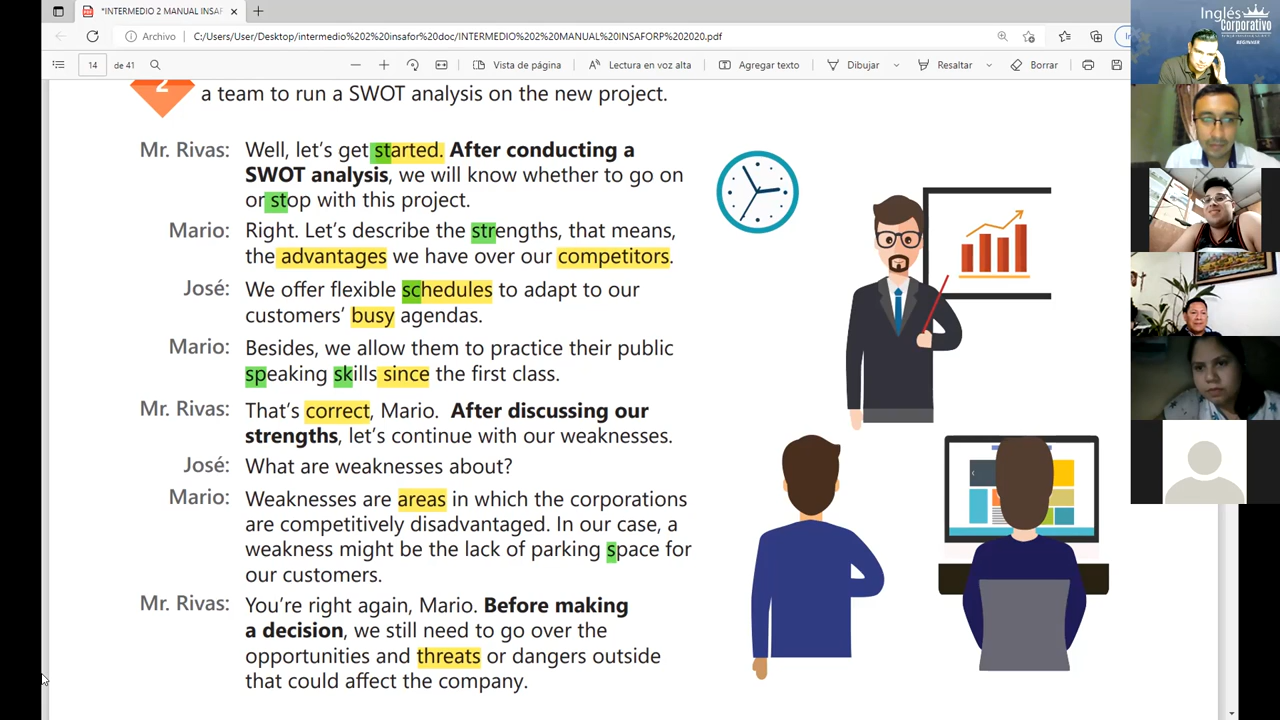 *INTERMEDIO 2 MANUAL INSAF
Archivo
C:/Users/User/Desktop/intermedio%202%20insafor%20doc/INTERMEDIO%202%20MANUAL%20INSAFORP%202020.pdf
14 de 41
Vista de página
Lectura en voz alta
Agregar texto
Dibujar
Resaltar
Borrar
Inglés
Corporativo
BEGINNER
2
a team to run a SWOT analysis on the new project.
Mr. Rivas: Well, let's get started. After conducting a
SWOT analysis, we will know whether to go on
or stop with this project.
Mario: Right. Let's describe the strengths, that means,
the advantages we have over our competitors.
José: We offer flexible schedules to adapt to our
customers' busy agendas.
Mario: Besides, we allow them to practice their public
speaking skills since the first class.
Mr. Rivas: That's correct, Mario. After discussing our
strengths, let's continue with our weaknesses.
José: What are weaknesses about?
Mario: Weaknesses are areas in which the corporations
are competitively disadvantaged. In our case, a
weakness might be the lack of parking space for
our customers.
Mr. Rivas: You're right again, Mario. Before making
a decision, we still need to go over the
opportunities and threats or dangers outside
that could affect the company.